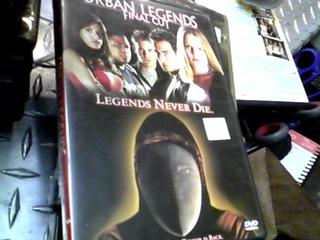 URBAN LEGENDS
FINAL CUT
LEGENDS NEVER DIE.
DVD